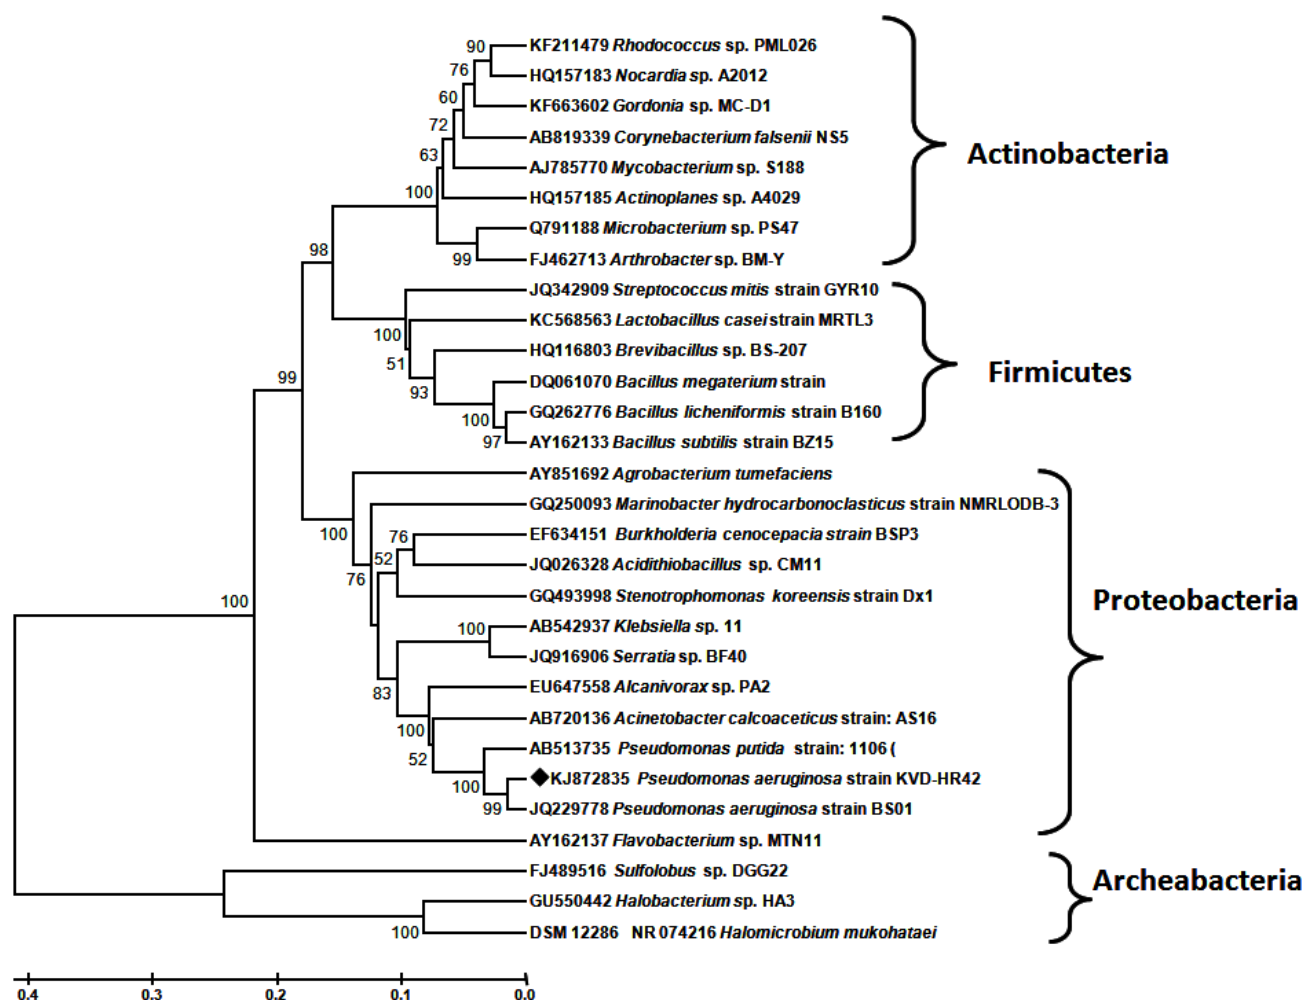 90
KF211479 Rhodococcus sp. PML026
76
HQ157183 Nocardia sp. A2012
60
KF663602 Gordonia sp. MC-D1
72
AB819339 Corynebacterium falsenii NS5
Actinobacteria
63
AJ785770 Mycobacterium sp. S188
100
HQ157185 Actinoplanes sp. A4029
Q791188 Microbacterium sp. PS47
98
99
FJ462713 Arthrobacter sp. BM-Y
JQ342909 Streptococcus mitis strain GYR10
100
KC568563 Lactobacillus casei strain MRTL3
51
HQ116803 Brevibacillus sp. BS-207
Firmicutes
99
93
DQ061070 Bacillus megaterium strain
100
GQ262776 Bacillus licheniformis strain B160
97
AY162133 Bacillus subtilis strain BZ15
AY851692 Agrobacterium tumefaciens
GQ250093 Marinobacter hydrocarbonoclasticus strain NMRLODB-3
100
76
EF634151 Burkholderia cenocepacia strain BSP3
52
JQ026328 Acidithiobacillus sp. CM11
76
GQ493998 Stenotrophomonas koreensis strain Dx1
Proteobacteria
100
100
AB542937 Klebsiella sp. 11
JQ916906 Serratia sp. BF40
83
EU647558 Alcanivorax sp. PA2
100
AB720136 Acinetobacter calcoaceticus strain: AS16
52
AB513735 Pseudomonas putida strain: 1106 (
100
KJ872835 Pseudomonas aeruginosa strain KVD-HR42
99
JQ229778 Pseudomonas aeruginosa strain BS01
AY162137 Flavobacterium sp. MTN11
FJ489516 Sulfolobus sp. DGG22
Archeabacteria
GU550442 Halobacterium sp. HA3
100
DSM 12286 NR 074216 Halomicrobium mukohataei
0.4 0.3 0.2 0.1 0.0